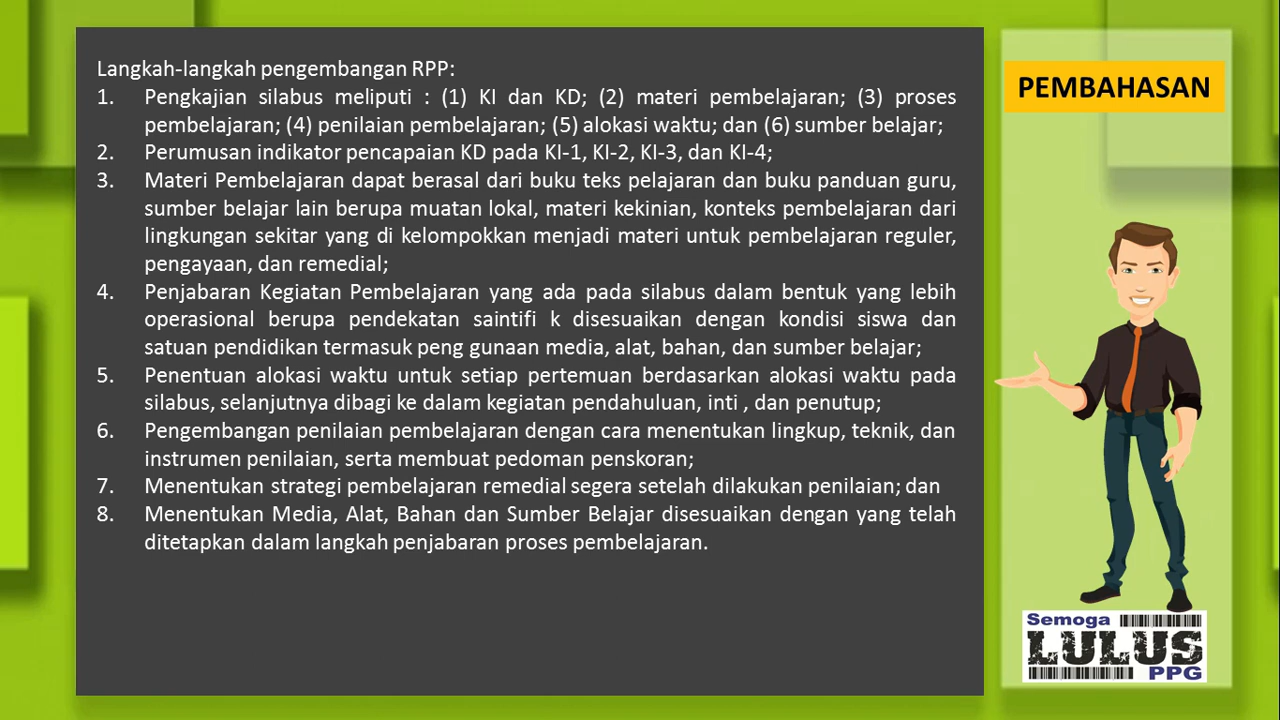 Langkah-langkah pengembangan RPP:
1. Pengkajian silabus meliputi : (1) KI dan KD; (2) materi pembelajaran; (3) proses
pembelajaran; (4) penilaian pembelajaran; (5) alokasi waktu; dan (6) sumber belajar;
2. Perumusan indikator pencapaian KD pada KI-1, KI-2, KI-3, dan KI-4;
3. Materi Pembelajaran dapat berasal dari buku teks pelajaran dan buku panduan guru,
sumber belajar lain berupa muatan lokal, materi kekinian, konteks pembelajaran dari
lingkungan sekitar yang di kelompokkan menjadi materi untuk pembelajaran reguler,
pengayaan, dan remedial;
4. Penjabaran Kegiatan Pembelajaran yang ada pada silabus dalam bentuk yang lebih
operasional berupa pendekatan saintifi k disesuaikan dengan kondisi siswa dan
satuan pendidikan termasuk peng gunaan media, alat, bahan, dan sumber belajar;
5. Penentuan alokasi waktu untuk setiap pertemuan berdasarkan alokasi waktu pada
silabus, selanjutnya dibagi ke dalam kegiatan pendahuluan, inti , dan penutup;
6. Pengembangan penilaian pembelajaran dengan cara menentukan lingkup, teknik, dan
instrumen penilaian, serta membuat pedoman penskoran;
7. Menentukan strategi pembelajaran remedial segera setelah dilakukan penilaian; dan
8. Menentukan Media, Alat, Bahan dan Sumber Belajar disesuaikan dengan yang telah
ditetapkan dalam langkah penjabaran proses pembelajaran.
PEMBAHASAN
Semoga
LULUS
PPG